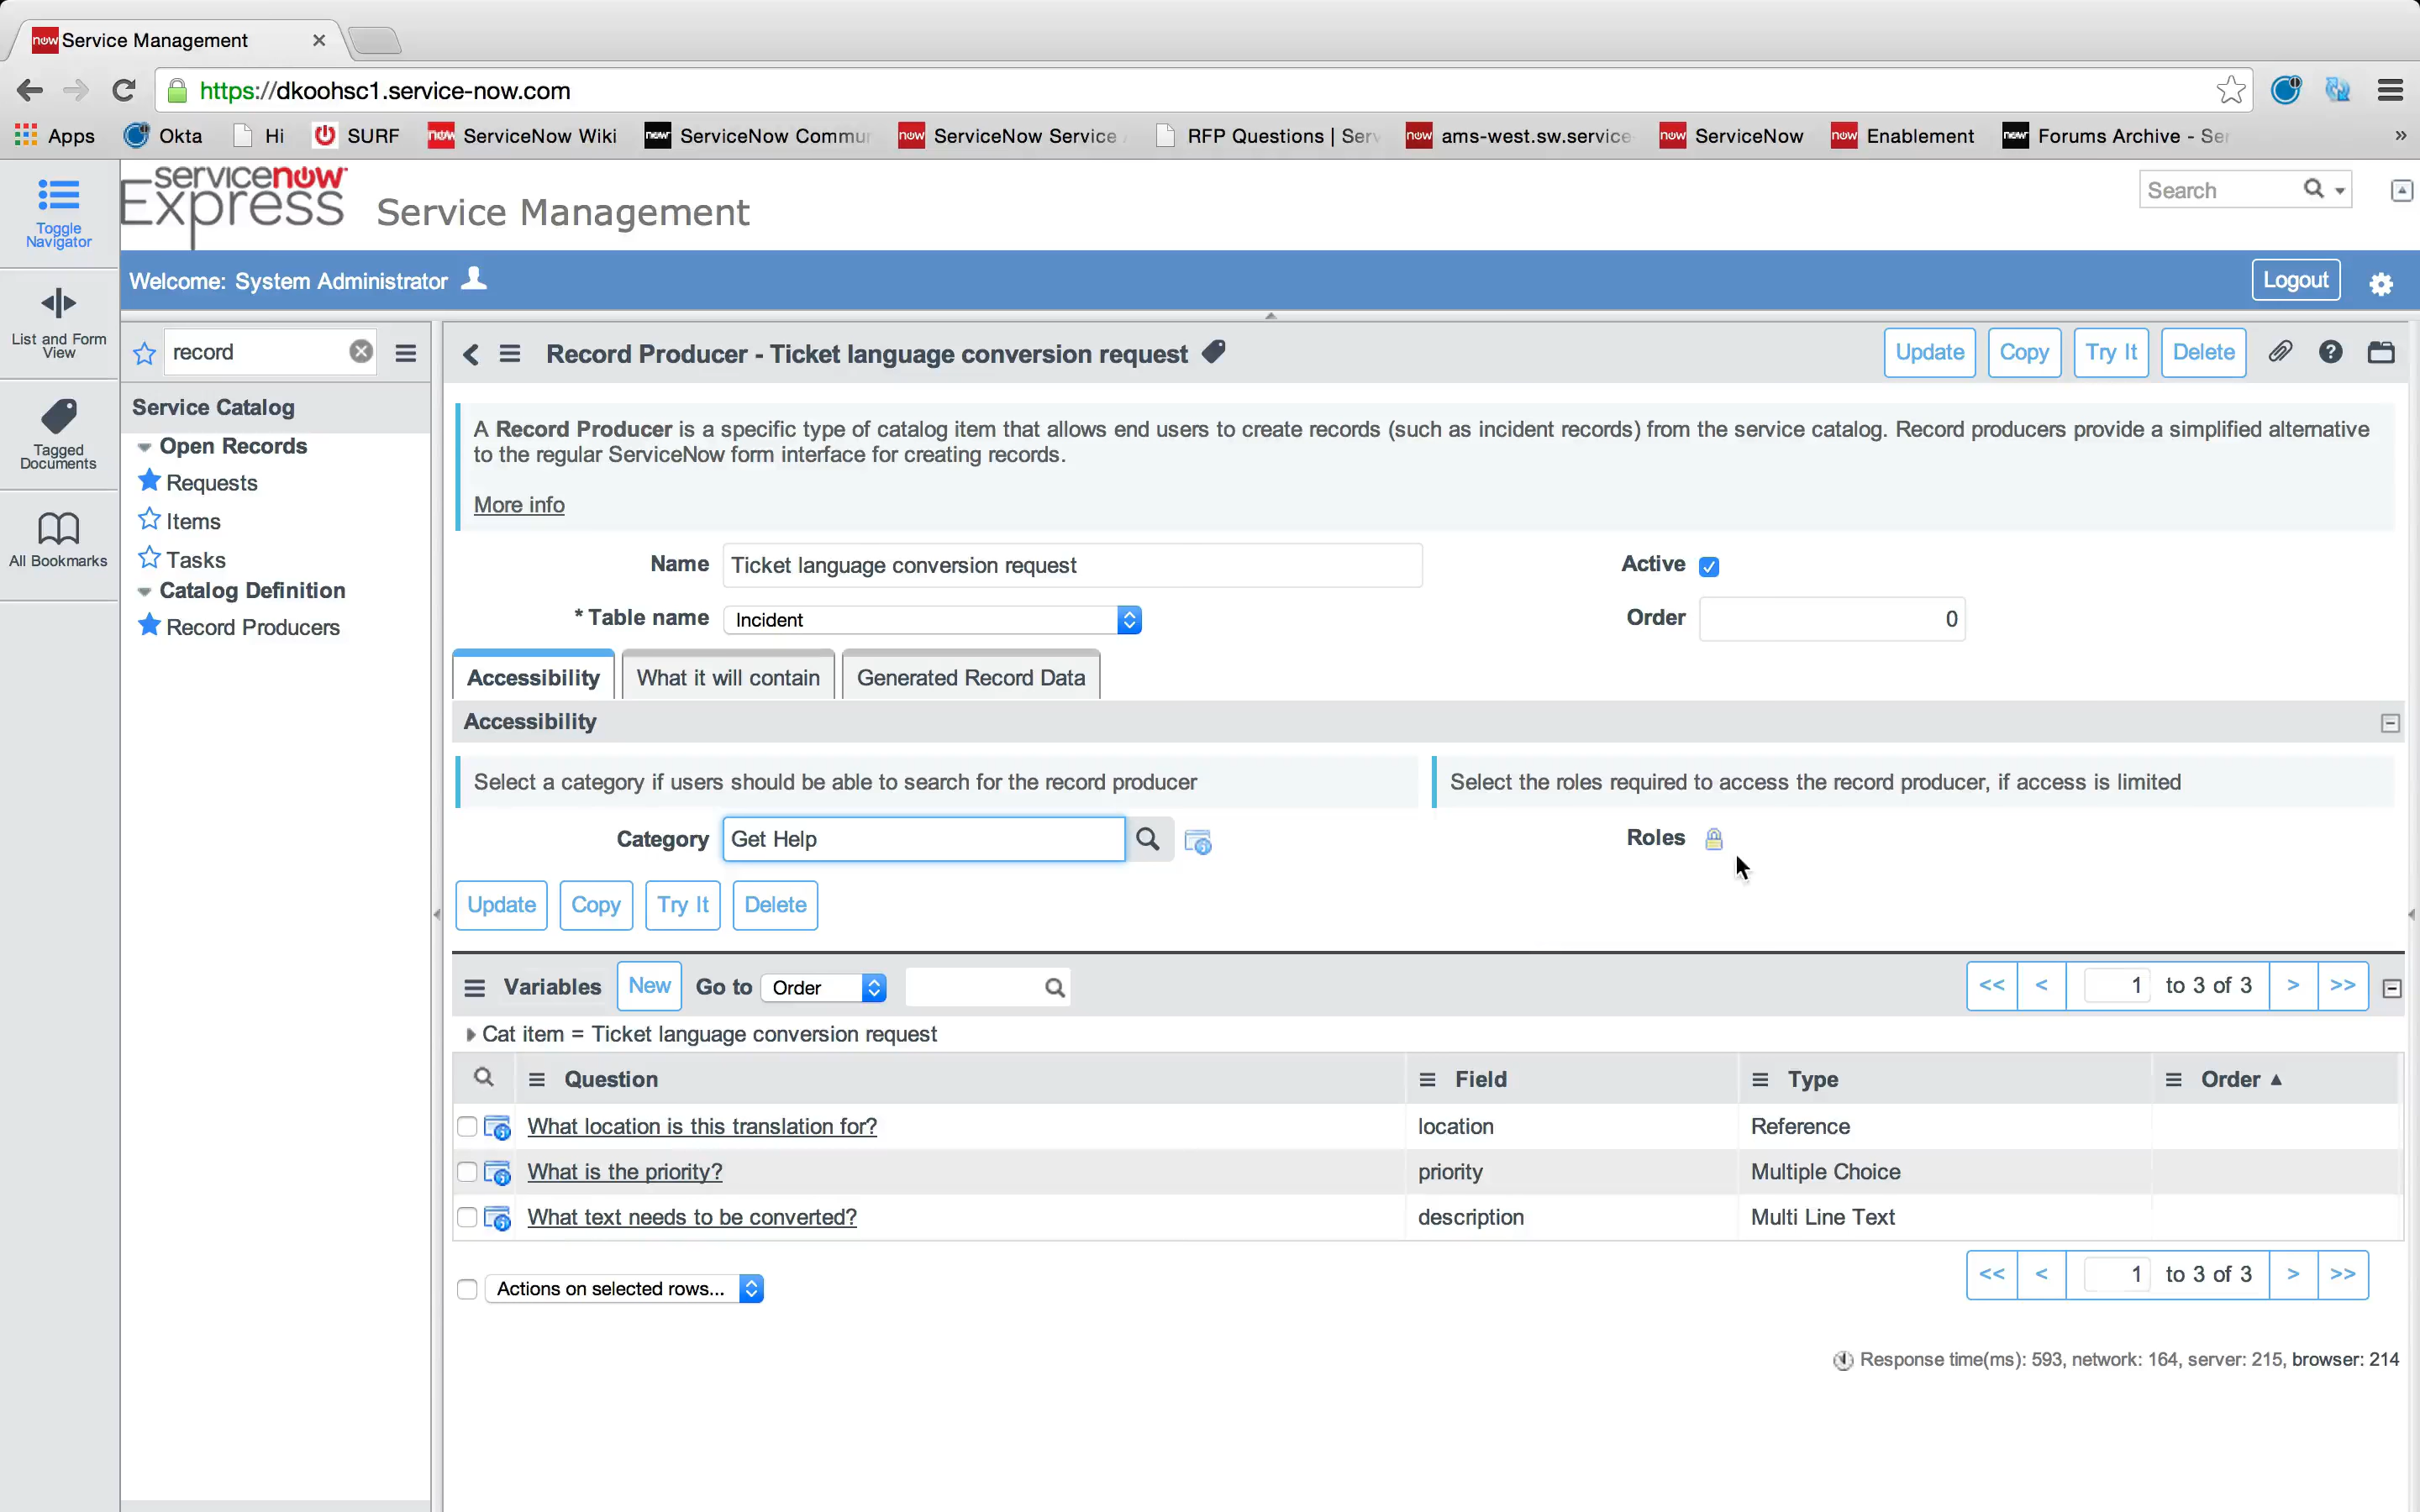 Service Management
https://dkoohsc1.service-now.com
Apps Okta Hi SURF ServiceNow Wiki ServiceNow Commu ServiceNow Service RFP Questions | Serv ams-west.sw.service ServiceNow Enablement Forums Archive - Ser »
servicenow
Express Service Management
Search
Toggle
Navigator
Welcome: System Administrator
Logout
List and Form
View
record
Record Producer - Ticket language conversion request
Update Copy Try It Delete
Service Catalog
Open Records
Requests
Items
Tasks
Catalog Definition
Record Producers
Tagged
Documents
All Bookmarks
A Record Producer is a specific type of catalog item that allows end users to create records (such as incident records) from the service catalog. Record producers provide a simplified alternative
to the regular ServiceNow form interface for creating records.
More info
Name Ticket language conversion request
Active
* Table name Incident
Order 0
Accessibility What it will contain Generated Record Data
Accessibility
Select a category if users should be able to search for the record producer
Select the roles required to access the record producer, if access is limited
Category Get Help
Roles
Update Copy Try It Delete
Variables New Go to Order
<< < 1 to 3 of 3 > >>
Cat item = Ticket language conversion request
Question Field Type Order
What location is this translation for? location Reference
What is the priority? priority Multiple Choice
What text needs to be converted? description Multi Line Text
Actions on selected rows...
<< < 1 to 3 of 3 > >>
Response time(ms): 593, network: 164, server: 215, browser: 214